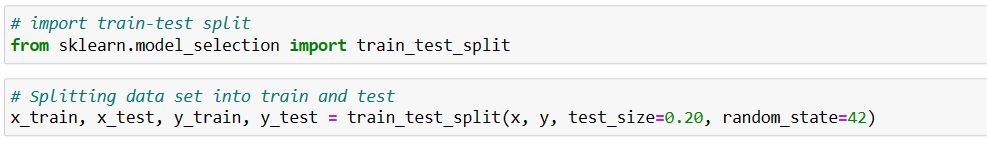 # import train-test split
from sklearn.model_selection import train_test_split
# Splitting data set into train and test
x_train, x_test, y_train, y_test = train_test_split(x, y, test_size=0.20, random_state=42)